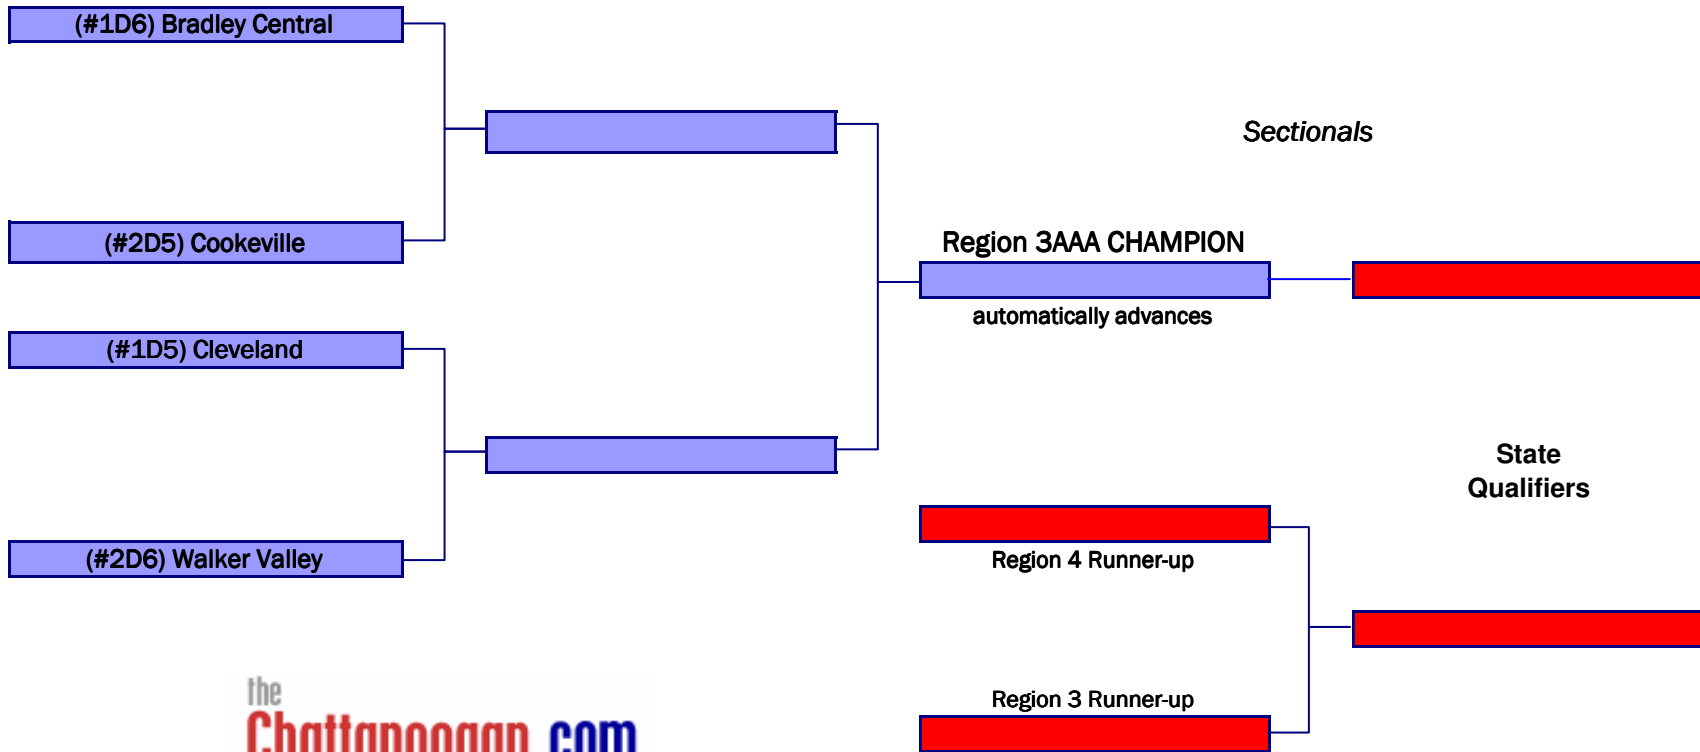 (#1D6) Bradley Central
Sectionals
(#2D5) Cookeville
Region 3AAA CHAMPION
automatically advances
(#1D5) Cleveland
State
Qualifiers
(#2D6) Walker Valley
Region 4 Runner-up
Region 3 Runner-up
the
Chattanoogan.com